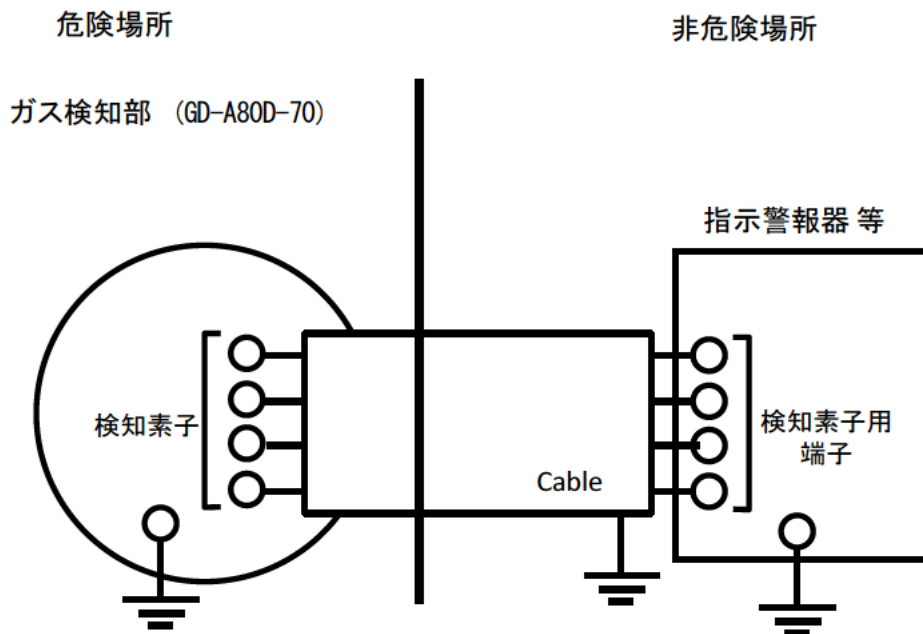 危険場所
非危険場所
ガス検知部 (GD-A80D-70)
指示警報器 等
検知素子
検知素子用
端子
Cable